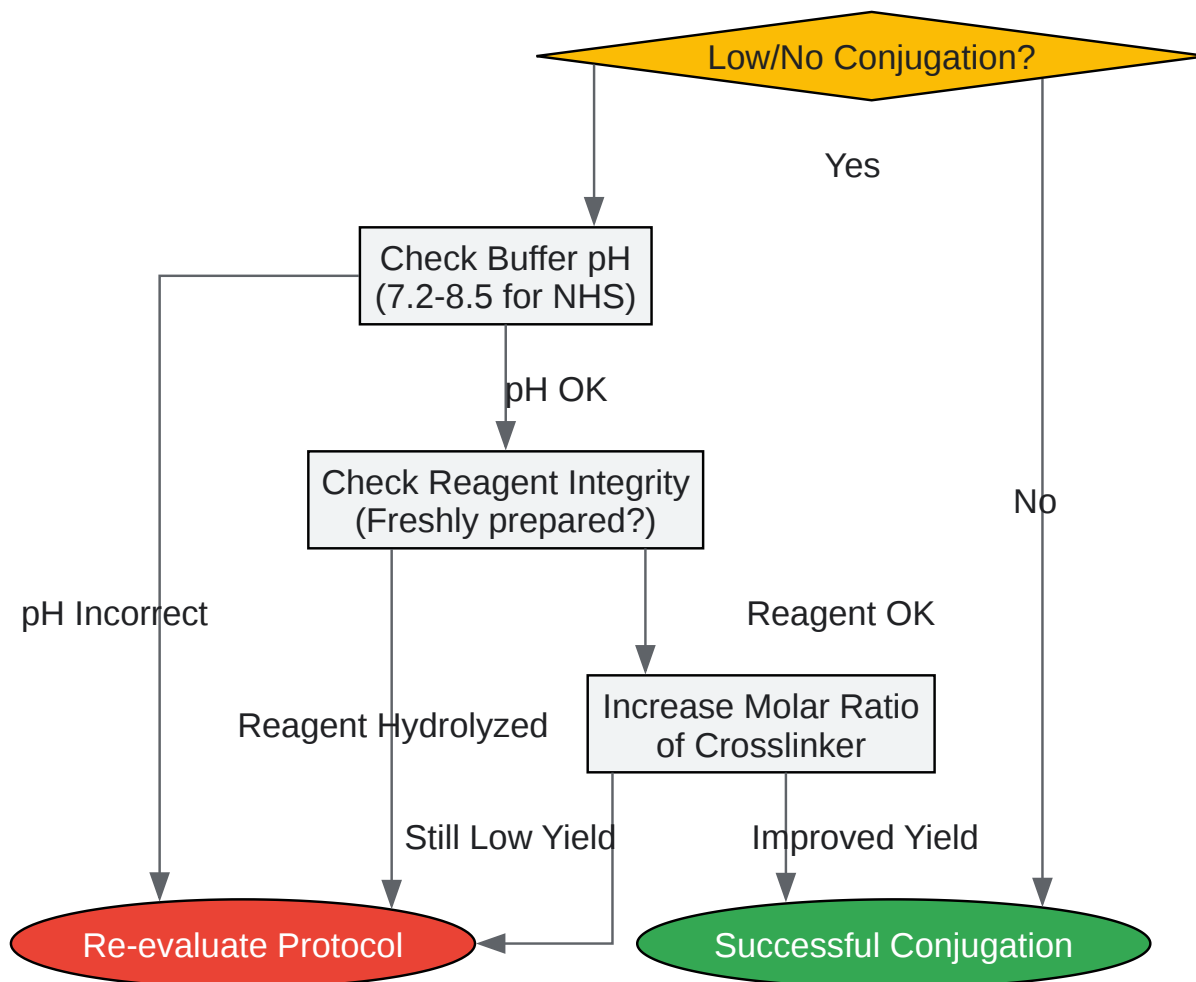 Low/No Conjugation?
Yes
Check Buffer pH
(7.2-8.5 for NHS)
pH OK
Check Reagent Integrity
(Freshly prepared?)
No
pH Incorrect
Reagent OK
Increase Molar Ratio
of Crosslinker
Reagent Hydrolyzed
Still Low Yield
Improved Yield
Re-evaluate Protocol
Successful Conjugation